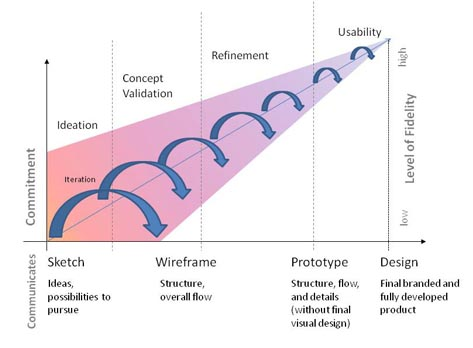 Usability
Refinement
Concept
Validation
Ideation
Iteration
Commitment
high
Level of Fidelity
low
Communicates
Sketch
Ideas,
possibilities to
pursue
Wireframe
Structure,
overall flow
Prototype
Structure, flow,
and details
(without final
visual design)
Design
Final branded and
fully developed
product